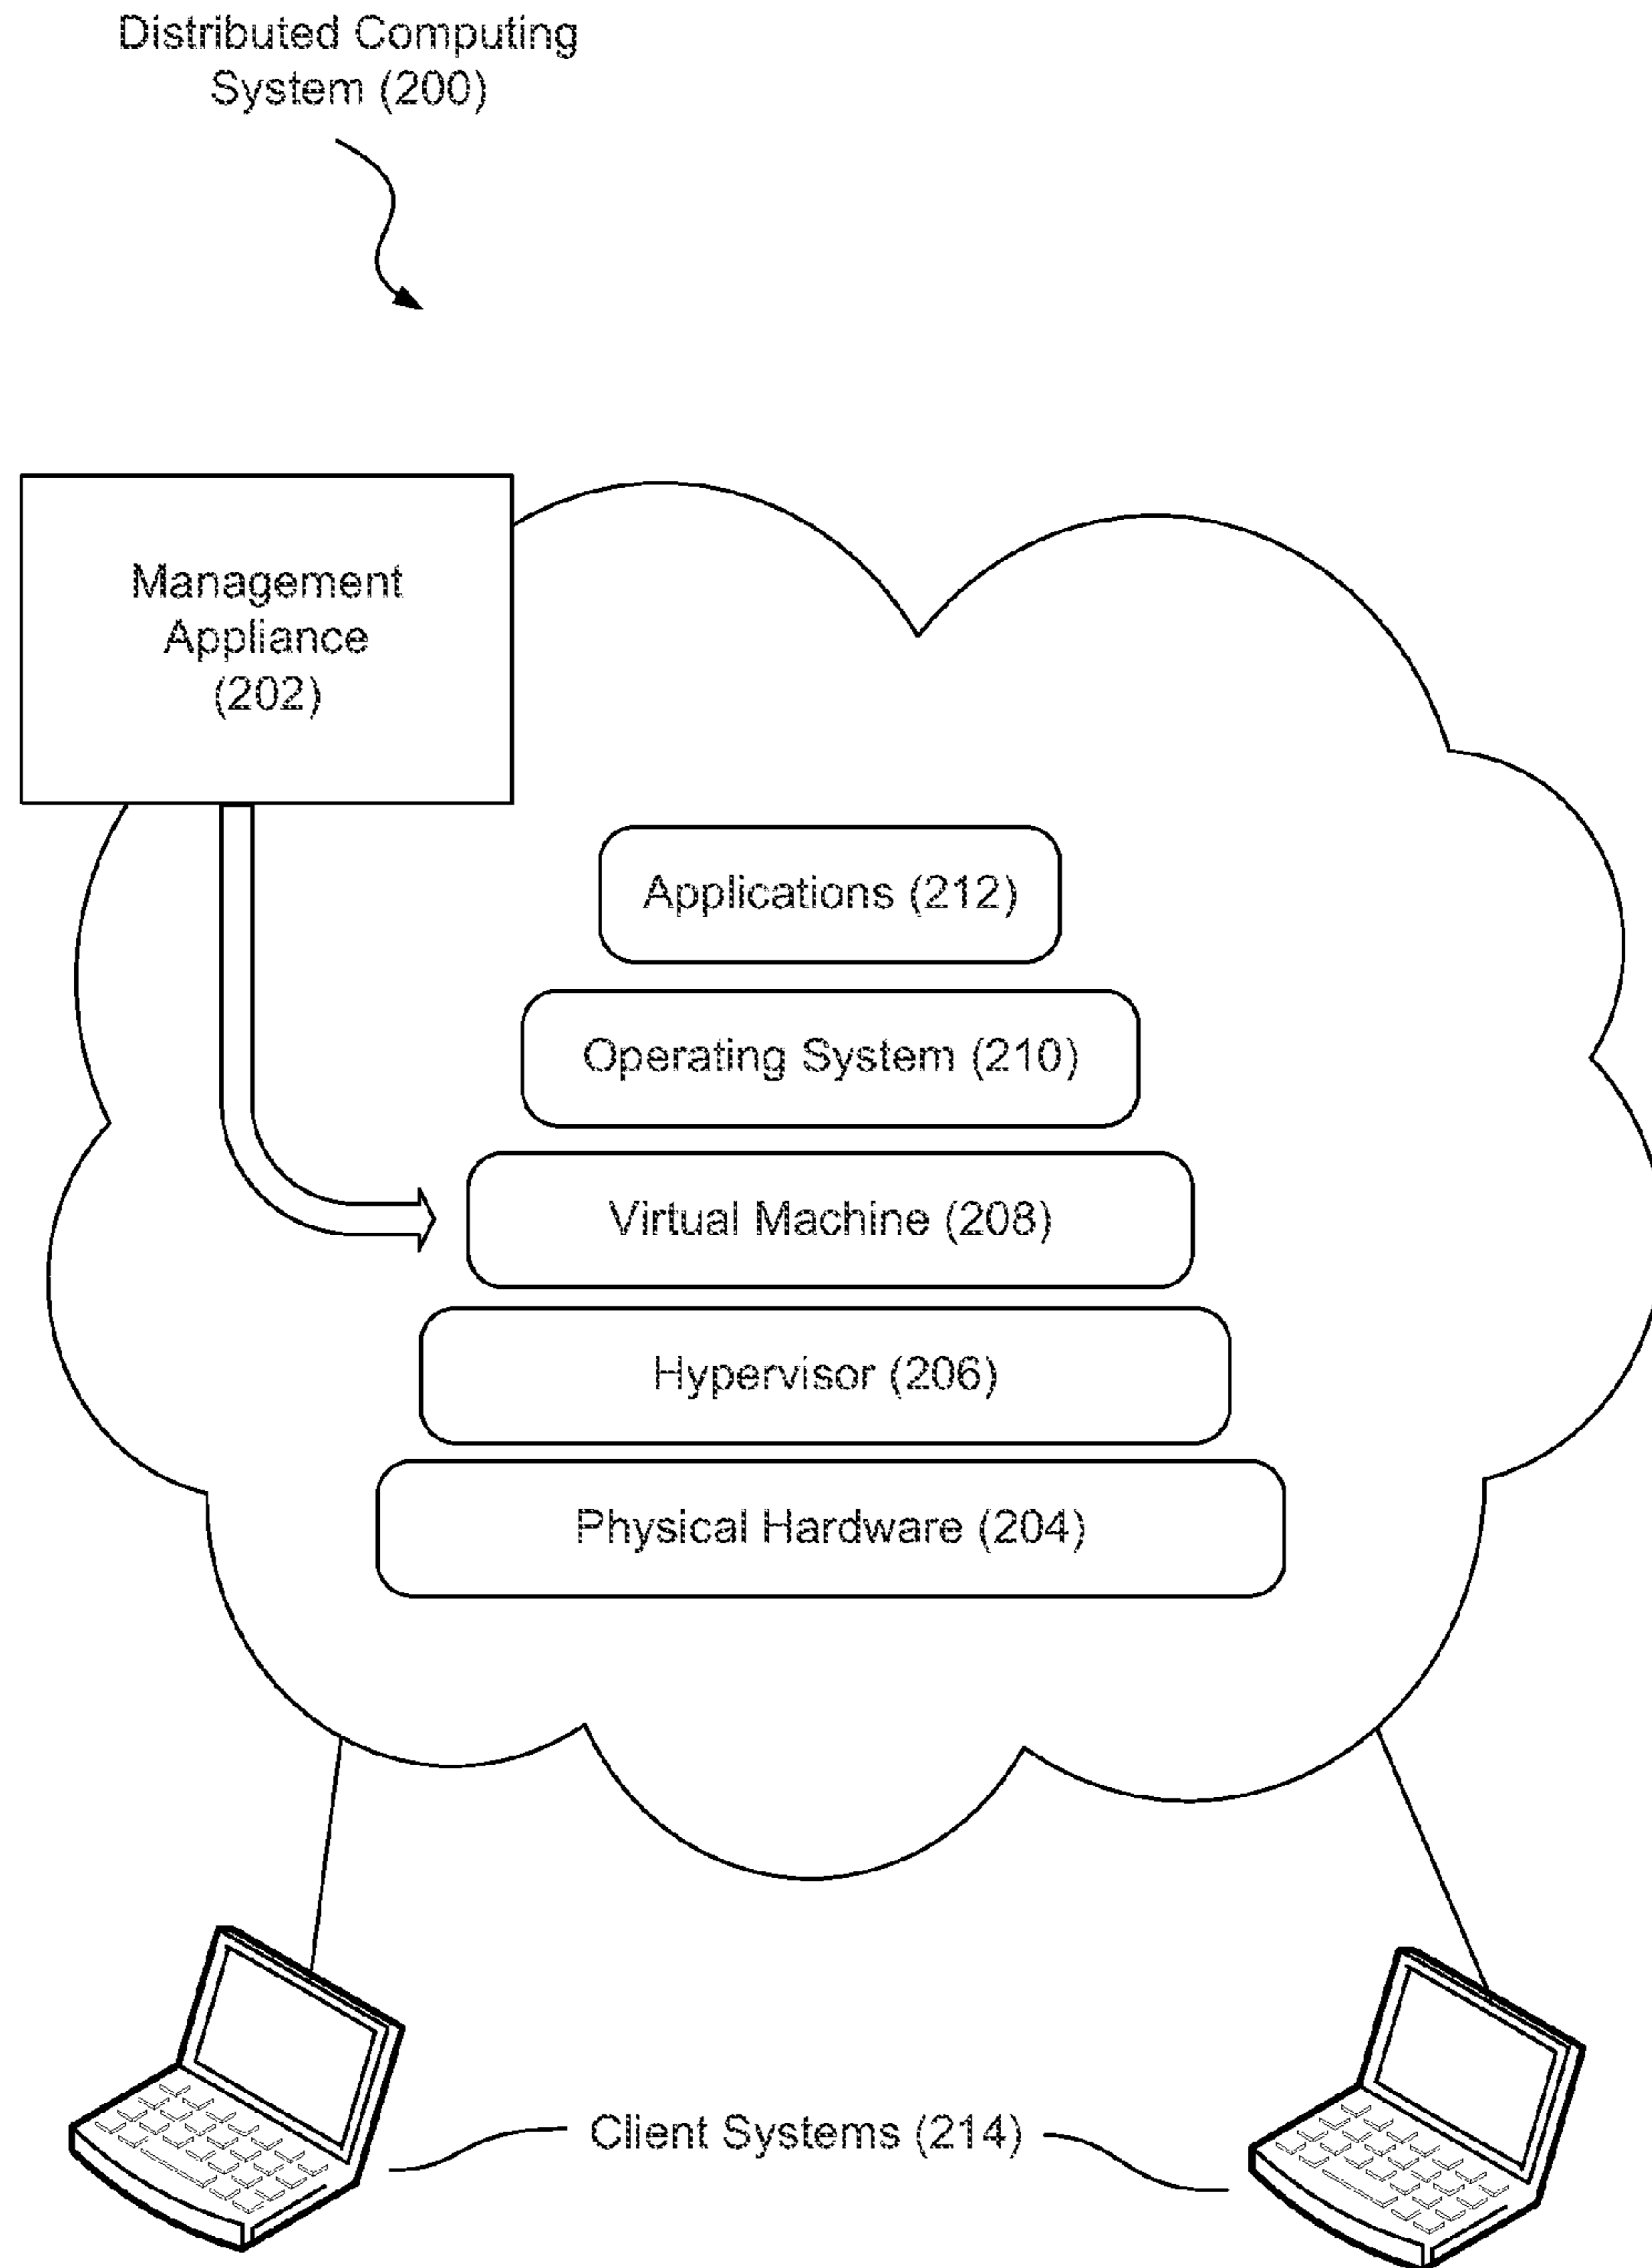 Distributed Computing
System (200)
Management
Appliance
(202)
Applications (212)
Operating System (210)
Virtual Machine (208)
Hypervisor (206)
Physical Hardware (204)
Client Systems (214)